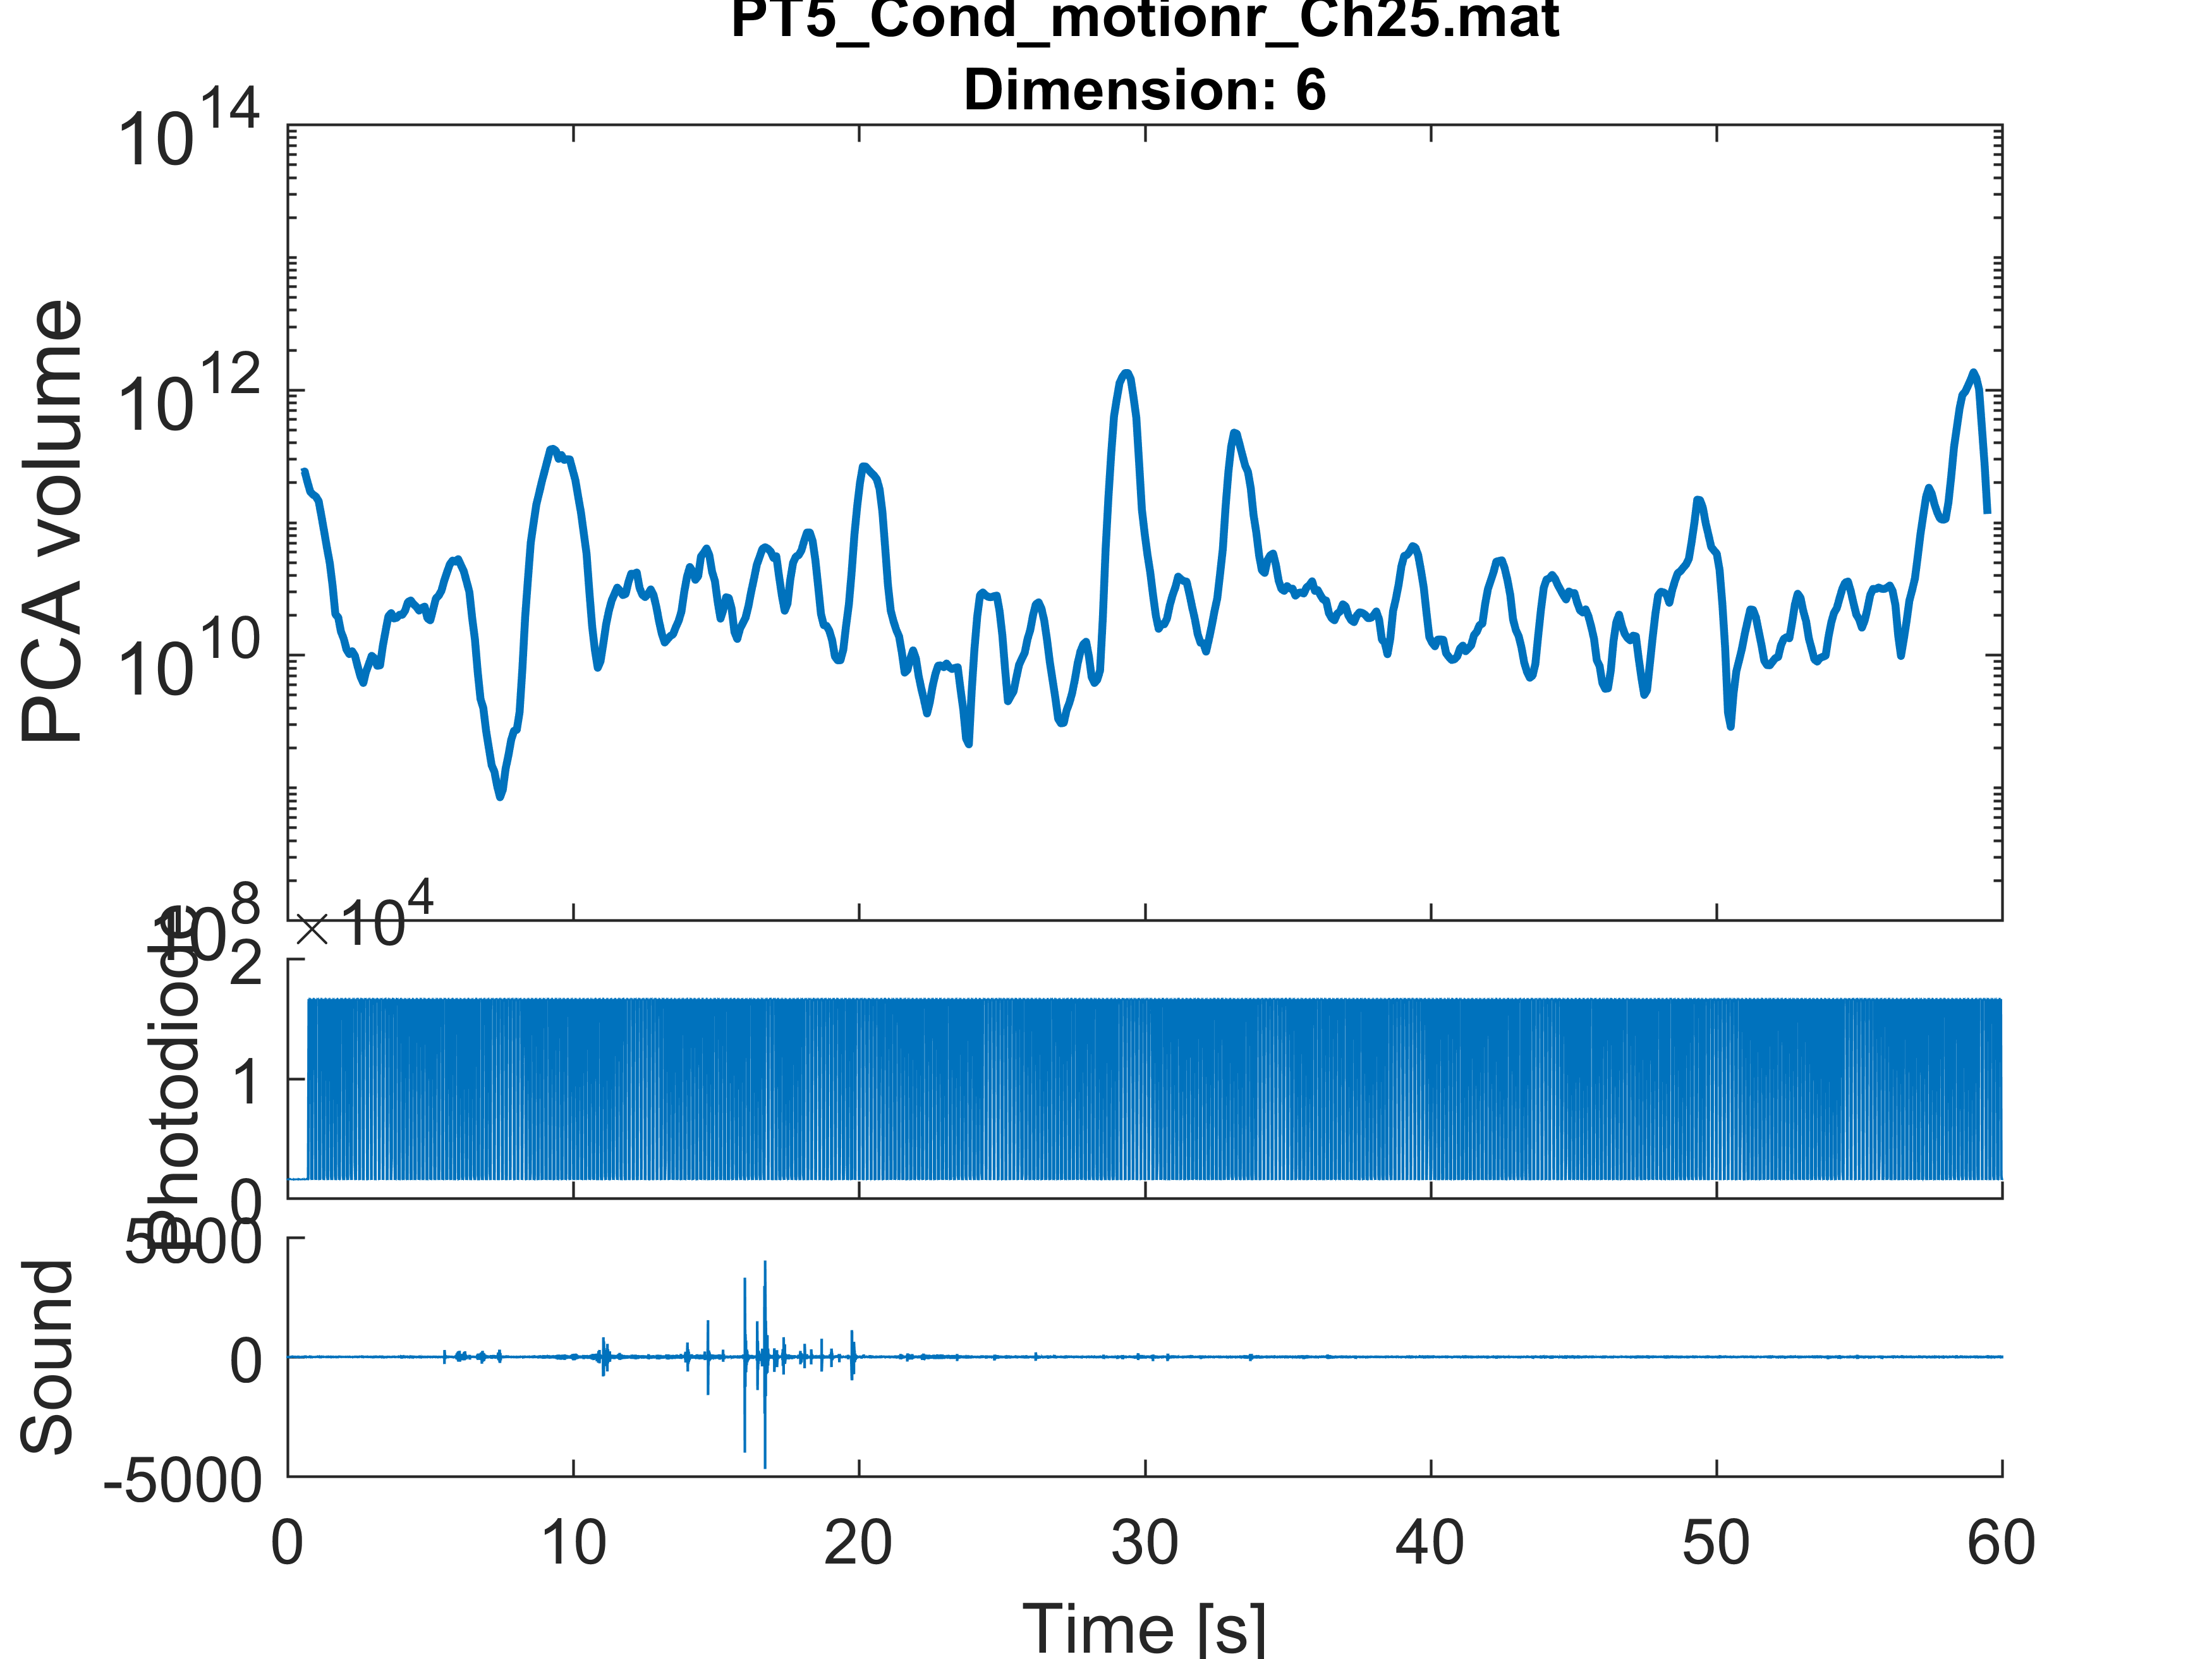 PT5_Cond_motionr_Ch25.mat
Dimension: 6
10^14
10^12
10^10
10^8
PCA volume
×10^4
2
1
0
Photodiode
5000
0
-5000
Sound
0 10 20 30 40 50 60
Time [s]